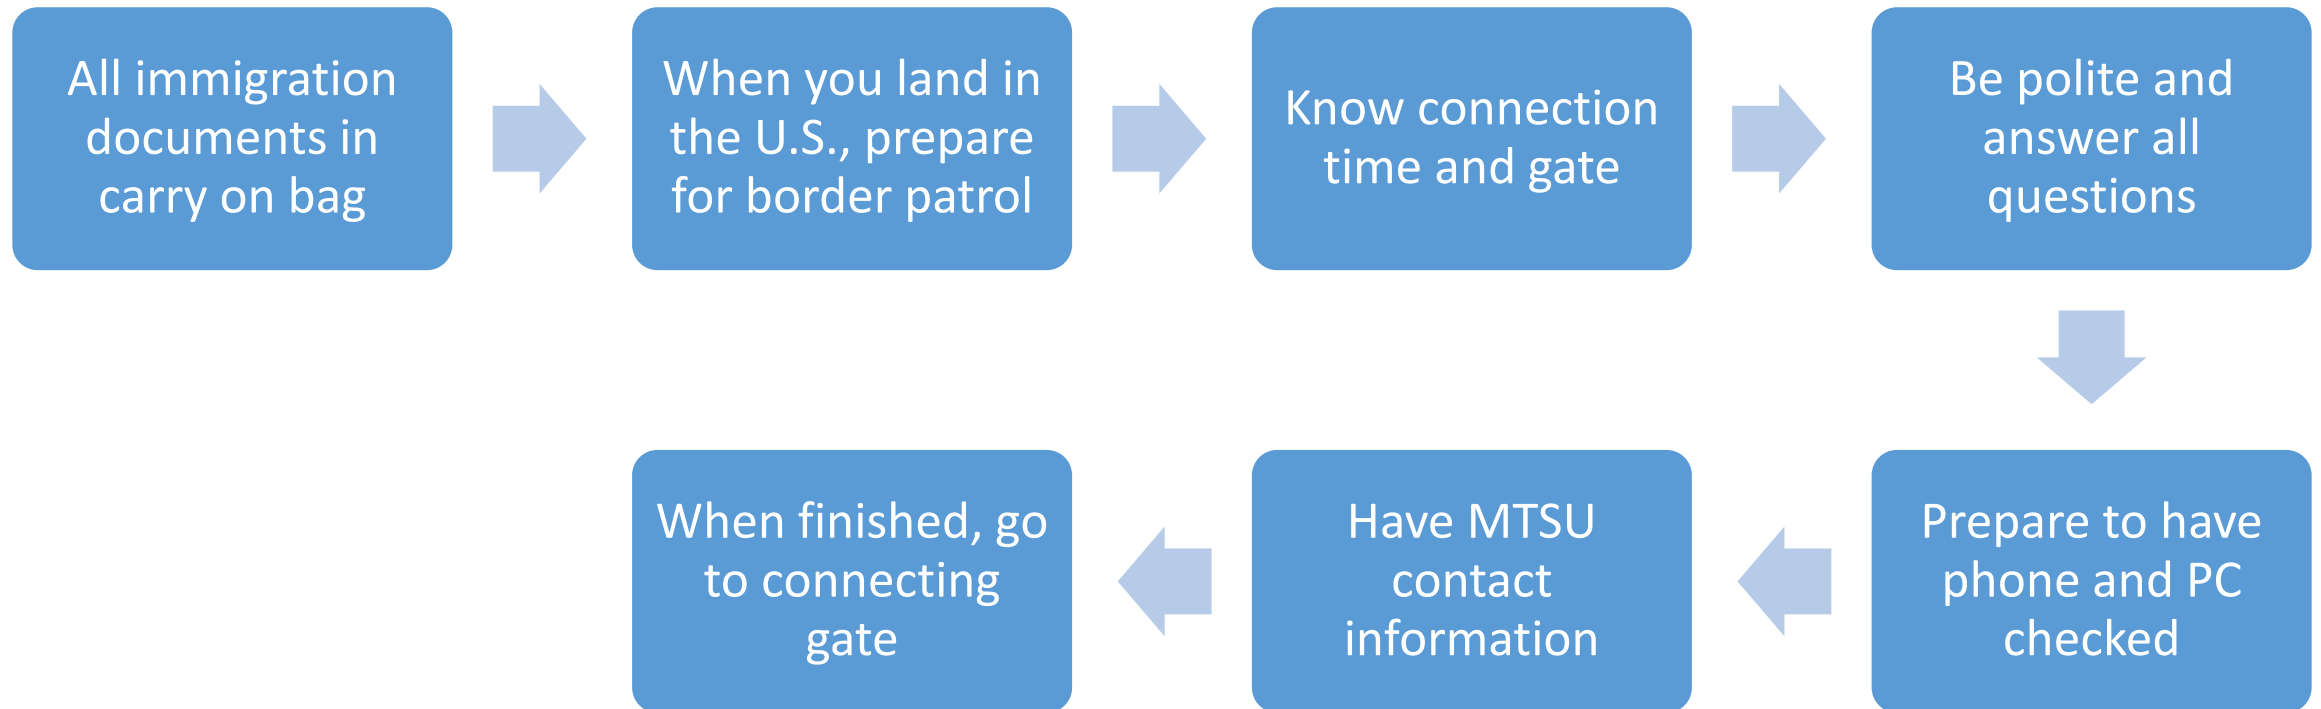 All immigration
documents in
carry on bag
When you land in
the U.S., prepare
for border patrol
Know connection
time and gate
Be polite and
answer all
questions
Prepare to have
phone and PC
checked
Have MTSU
contact
information
When finished, go
to connecting
gate